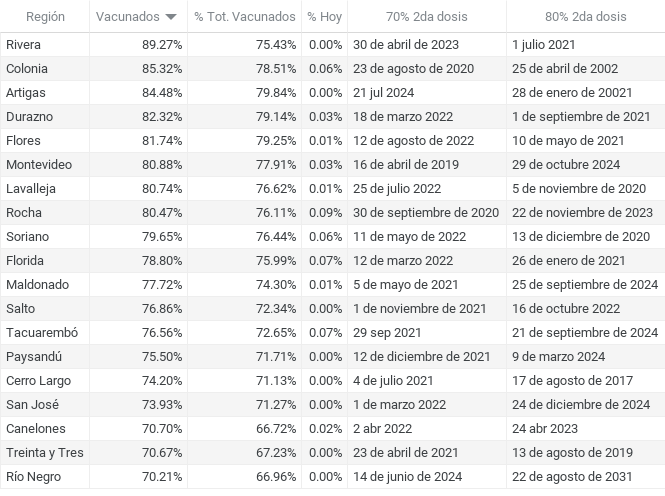 Región Vacunados % Tot. Vacunados % Hoy 70% 2da dosis 80% 2da dosis
Rivera 89.27% 75.43% 0.00% 30 de abril de 2023 1 julio 2021
Colonia 85.32% 78.51% 0.06% 23 de agosto de 2020 25 de abril de 2002
Artigas 84.48% 79.84% 0.00% 21 jul 2024 28 de enero de 20021
Durazno 82.32% 79.14% 0.03% 18 de marzo 2022 1 de septiembre de 2021
Flores 81.74% 79.25% 0.01% 12 de agosto de 2022 10 de mayo de 2021
Montevideo 80.88% 77.91% 0.03% 16 de abril de 2019 29 de octubre 2024
Lavalleja 80.74% 76.62% 0.01% 25 de julio 2022 5 de noviembre de 2020
Rocha 80.47% 76.11% 0.09% 30 de septiembre de 2020 22 de noviembre de 2023
Soriano 79.65% 76.44% 0.06% 11 de mayo de 2022 13 de diciembre de 2020
Florida 78.80% 75.99% 0.07% 12 de marzo 2022 26 de enero de 2021
Maldonado 77.72% 74.30% 0.01% 5 de mayo de 2021 25 de septiembre de 2024
Salto 76.86% 72.34% 0.00% 1 de noviembre de 2021 16 de octubre 2022
Tacuarembó 76.56% 72.65% 0.07% 29 sep 2021 21 de septiembre de 2024
Paysandú 75.50% 71.71% 0.00% 12 de diciembre de 2021 9 de marzo 2024
Cerro Largo 74.20% 71.13% 0.00% 4 de julio 2021 17 de agosto de 2017
San José 73.93% 71.27% 0.00% 1 de marzo 2022 24 de diciembre de 2024
Canelones 70.70% 66.72% 0.02% 2 abr 2022 24 abr 2023
Treinta y Tres 70.67% 67.23% 0.00% 23 de abril de 2021 13 de agosto de 2019
Río Negro 70.21% 66.96% 0.00% 14 de junio de 2024 22 de agosto de 2031